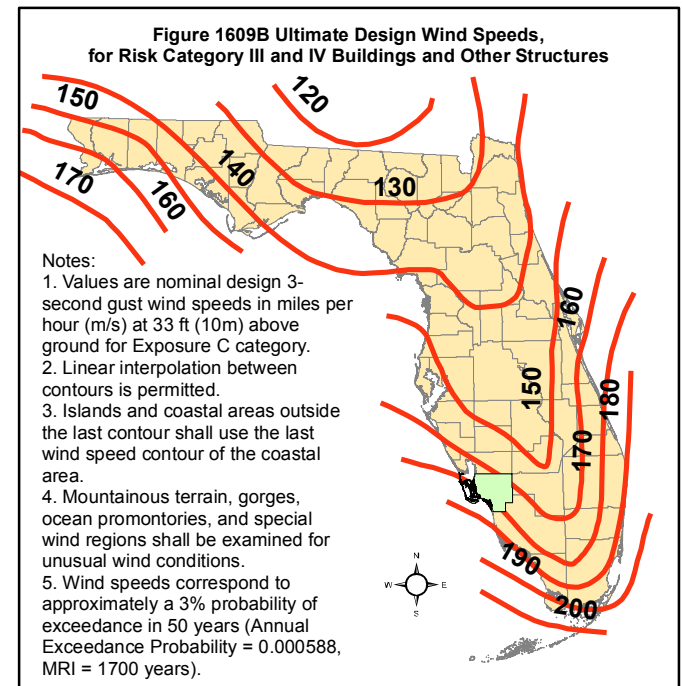 Figure 1609B Ultimate Design Wind Speeds,
for Risk Category III and IV Buildings and Other Structures
120
150
140
130
170
160
Notes:
1. Values are nominal design 3-
second gust wind speeds in miles per
hour (m/s) at 33 ft (10m) above
ground for Exposure C category.
2. Linear interpolation between
contours is permitted.
3. Islands and coastal areas outside
the last contour shall use the last
wind speed contour of the coastal
area.
4. Mountainous terrain, gorges,
ocean promontories, and special
wind regions shall be examined for
unusual wind conditions.
5. Wind speeds correspond to
approximately a 3% probability of
exceedance in 50 years (Annual
Exceedance Probability = 0.000588,
MRI = 1700 years).
160
150
180
170
190
200
N
W
E
S